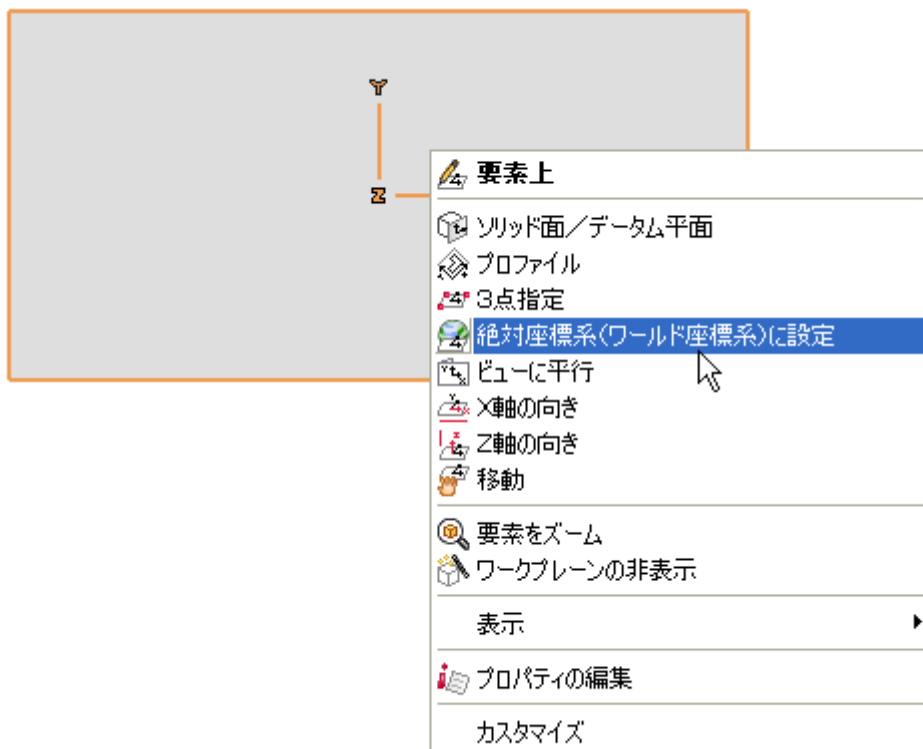 Y
Z
要素上
ソリッド面／データム平面
プロファイル
3点指定
絶対座標系(ワールド座標系)に設定
ビューに平行
X軸の向き
Z軸の向き
移動
要素をズーム
ワークプレーンの非表示
表示
プロパティの編集
カスタマイズ